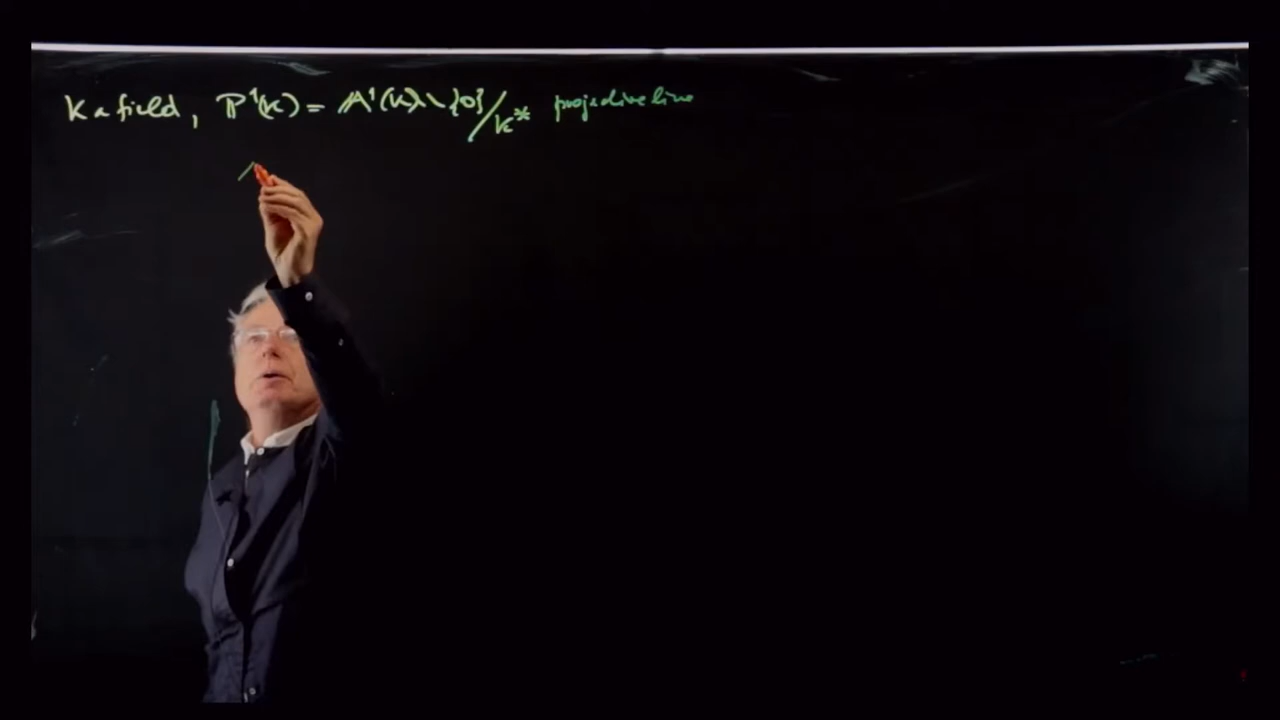 K a field, ℙ¹(K) = 𝔸¹(K)∖{0}/K* projective line